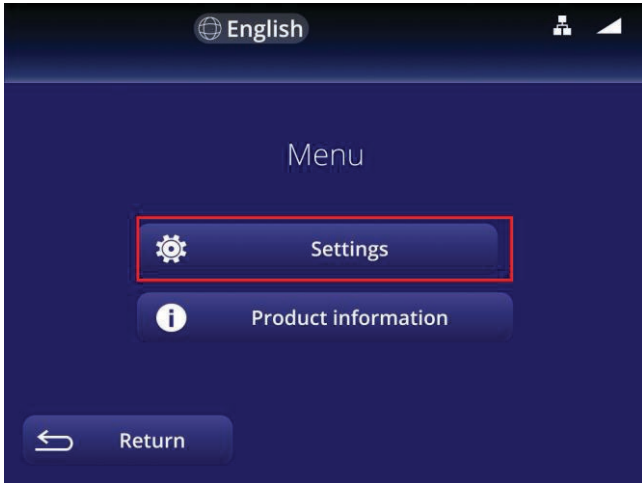 English
Menu
Settings
Product information
Return